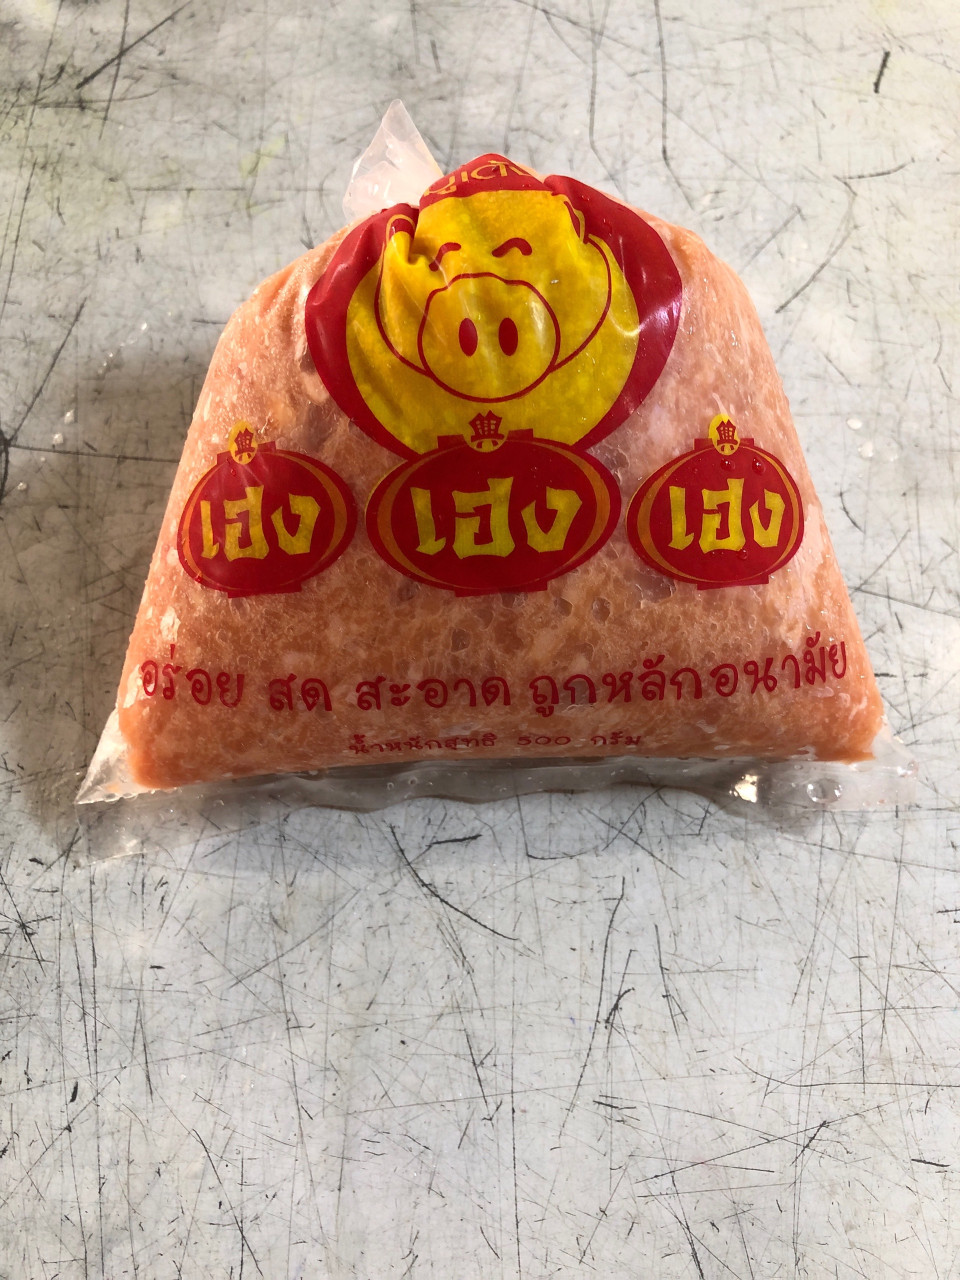 เฮง เฮง เฮง
อร่อย สด สะอาด ถูกหลักอนามัย
น้ำหนักสุทธิ 500 กรัม